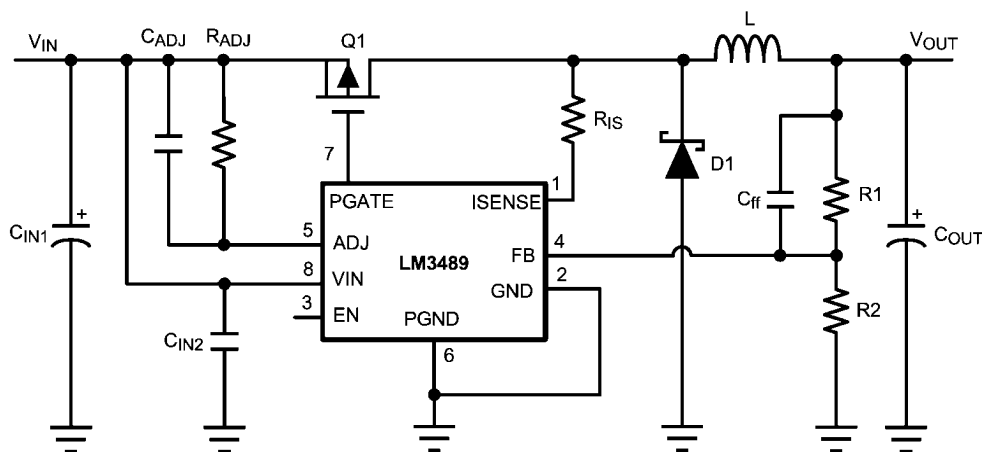 VIN CADJ RADJ Q1 L VOUT
RIS
D1
7
1
PGATE ISENSE
Cff R1
CIN1 + 5 ADJ 4 FB + COUT
LM3489
8 VIN 2 GND
3 EN
R2
CIN2 PGND
6